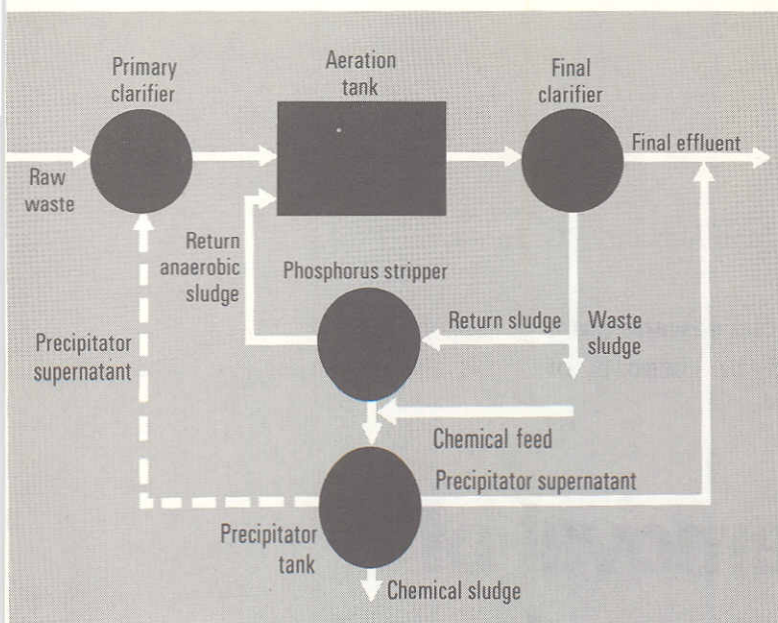 Primary
clarifier
Aeration
tank
Final
clarifier
Raw
waste
Final effluent
Return
anaerobic
sludge
Phosphorus stripper
Return sludge
Waste
sludge
Precipitator
supernatant
Chemical feed
Precipitator supernatant
Precipitator
tank
Chemical sludge